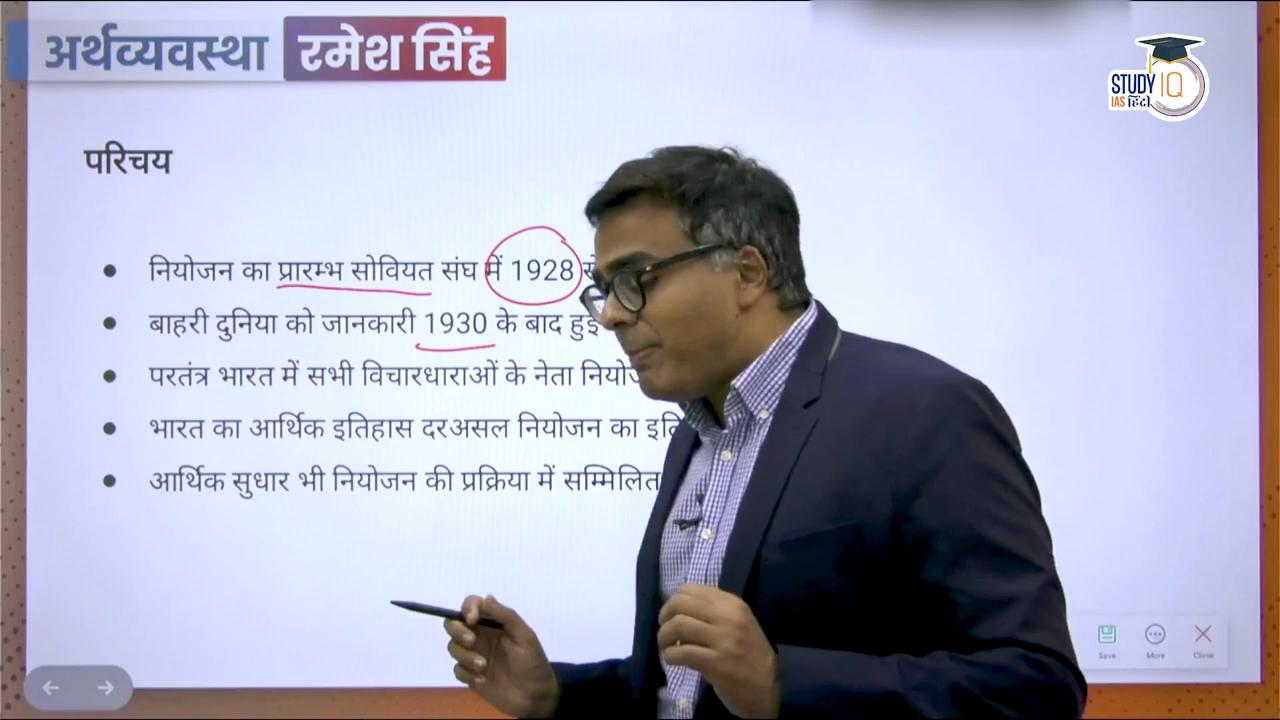 अर्थव्यवस्था रमेश सिंह
STUDY IQ
IAS हिंदी
परिचय
नियोजन का प्रारम्भ सोवियत संघ में 1928
बाहरी दुनिया को जानकारी 1930 के बाद हुई
परतंत्र भारत में सभी विचारधाराओं के नेता
भारत का आर्थिक इतिहास दरअसल नियोजन का
आर्थिक सुधार भी नियोजन की प्रक्रिया में सम्मिलित
Save More Close